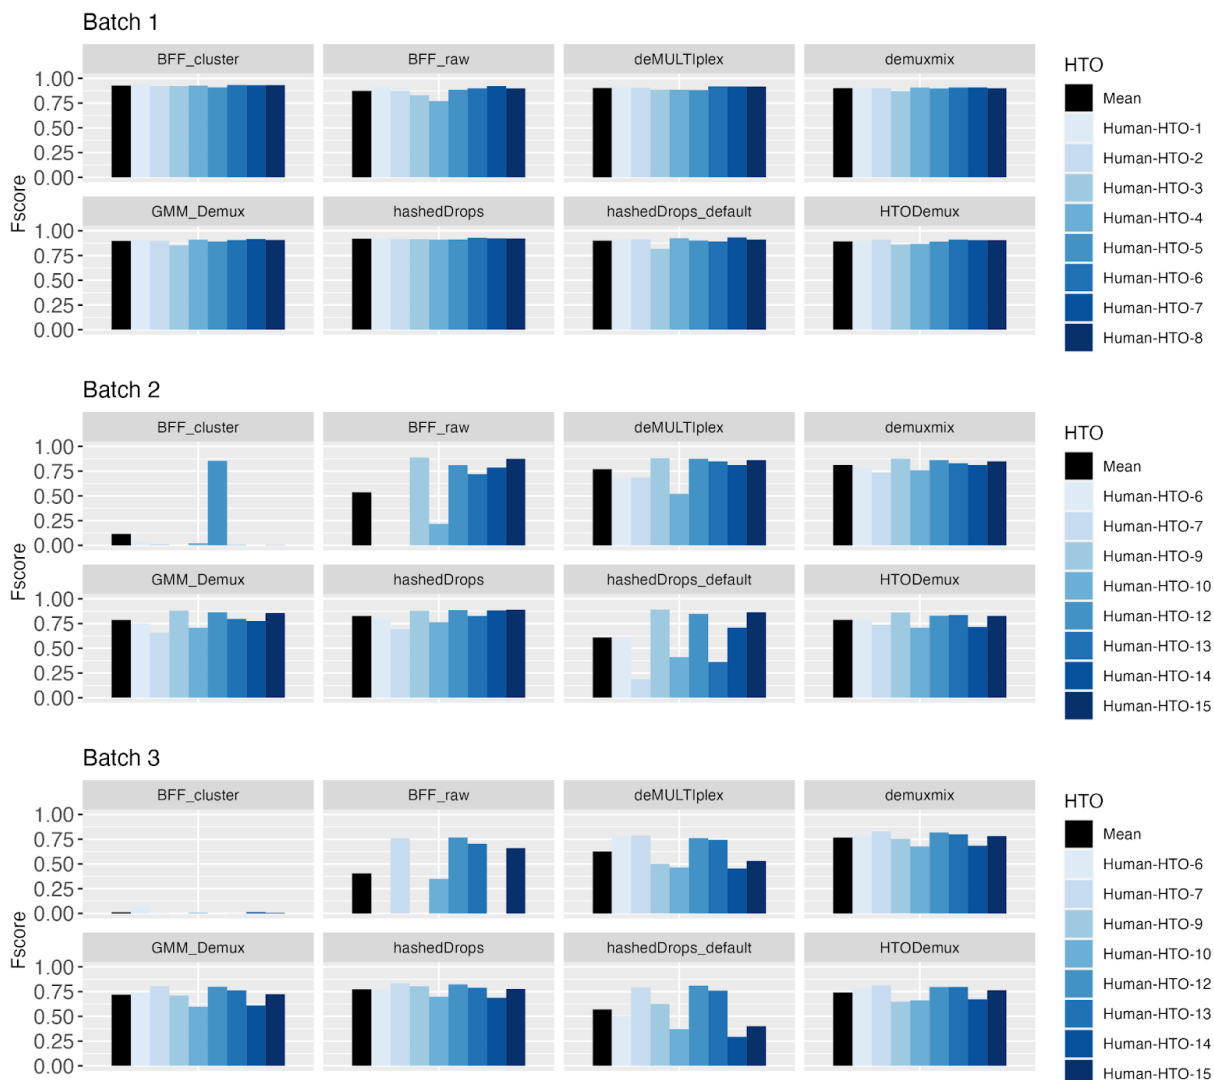 Batch 1
BFF_cluster BFF_raw deMULTIplex demuxmix
1.00
0.75
0.50
0.25
0.00
GMM_Demux hashedDrops hashedDrops_default HTODemux
1.00
0.75
0.50
0.25
0.00
Fscore
HTO
Mean
Human-HTO-1
Human-HTO-2
Human-HTO-3
Human-HTO-4
Human-HTO-5
Human-HTO-6
Human-HTO-7
Human-HTO-8
Batch 2
BFF_cluster BFF_raw deMULTIplex demuxmix
1.00
0.75
0.50
0.25
0.00
GMM_Demux hashedDrops hashedDrops_default HTODemux
1.00
0.75
0.50
0.25
0.00
Fscore
HTO
Mean
Human-HTO-6
Human-HTO-7
Human-HTO-9
Human-HTO-10
Human-HTO-12
Human-HTO-13
Human-HTO-14
Human-HTO-15
Batch 3
BFF_cluster BFF_raw deMULTIplex demuxmix
1.00
0.75
0.50
0.25
0.00
GMM_Demux hashedDrops hashedDrops_default HTODemux
1.00
0.75
0.50
0.25
0.00
Fscore
HTO
Mean
Human-HTO-6
Human-HTO-7
Human-HTO-9
Human-HTO-10
Human-HTO-12
Human-HTO-13
Human-HTO-14
Human-HTO-15